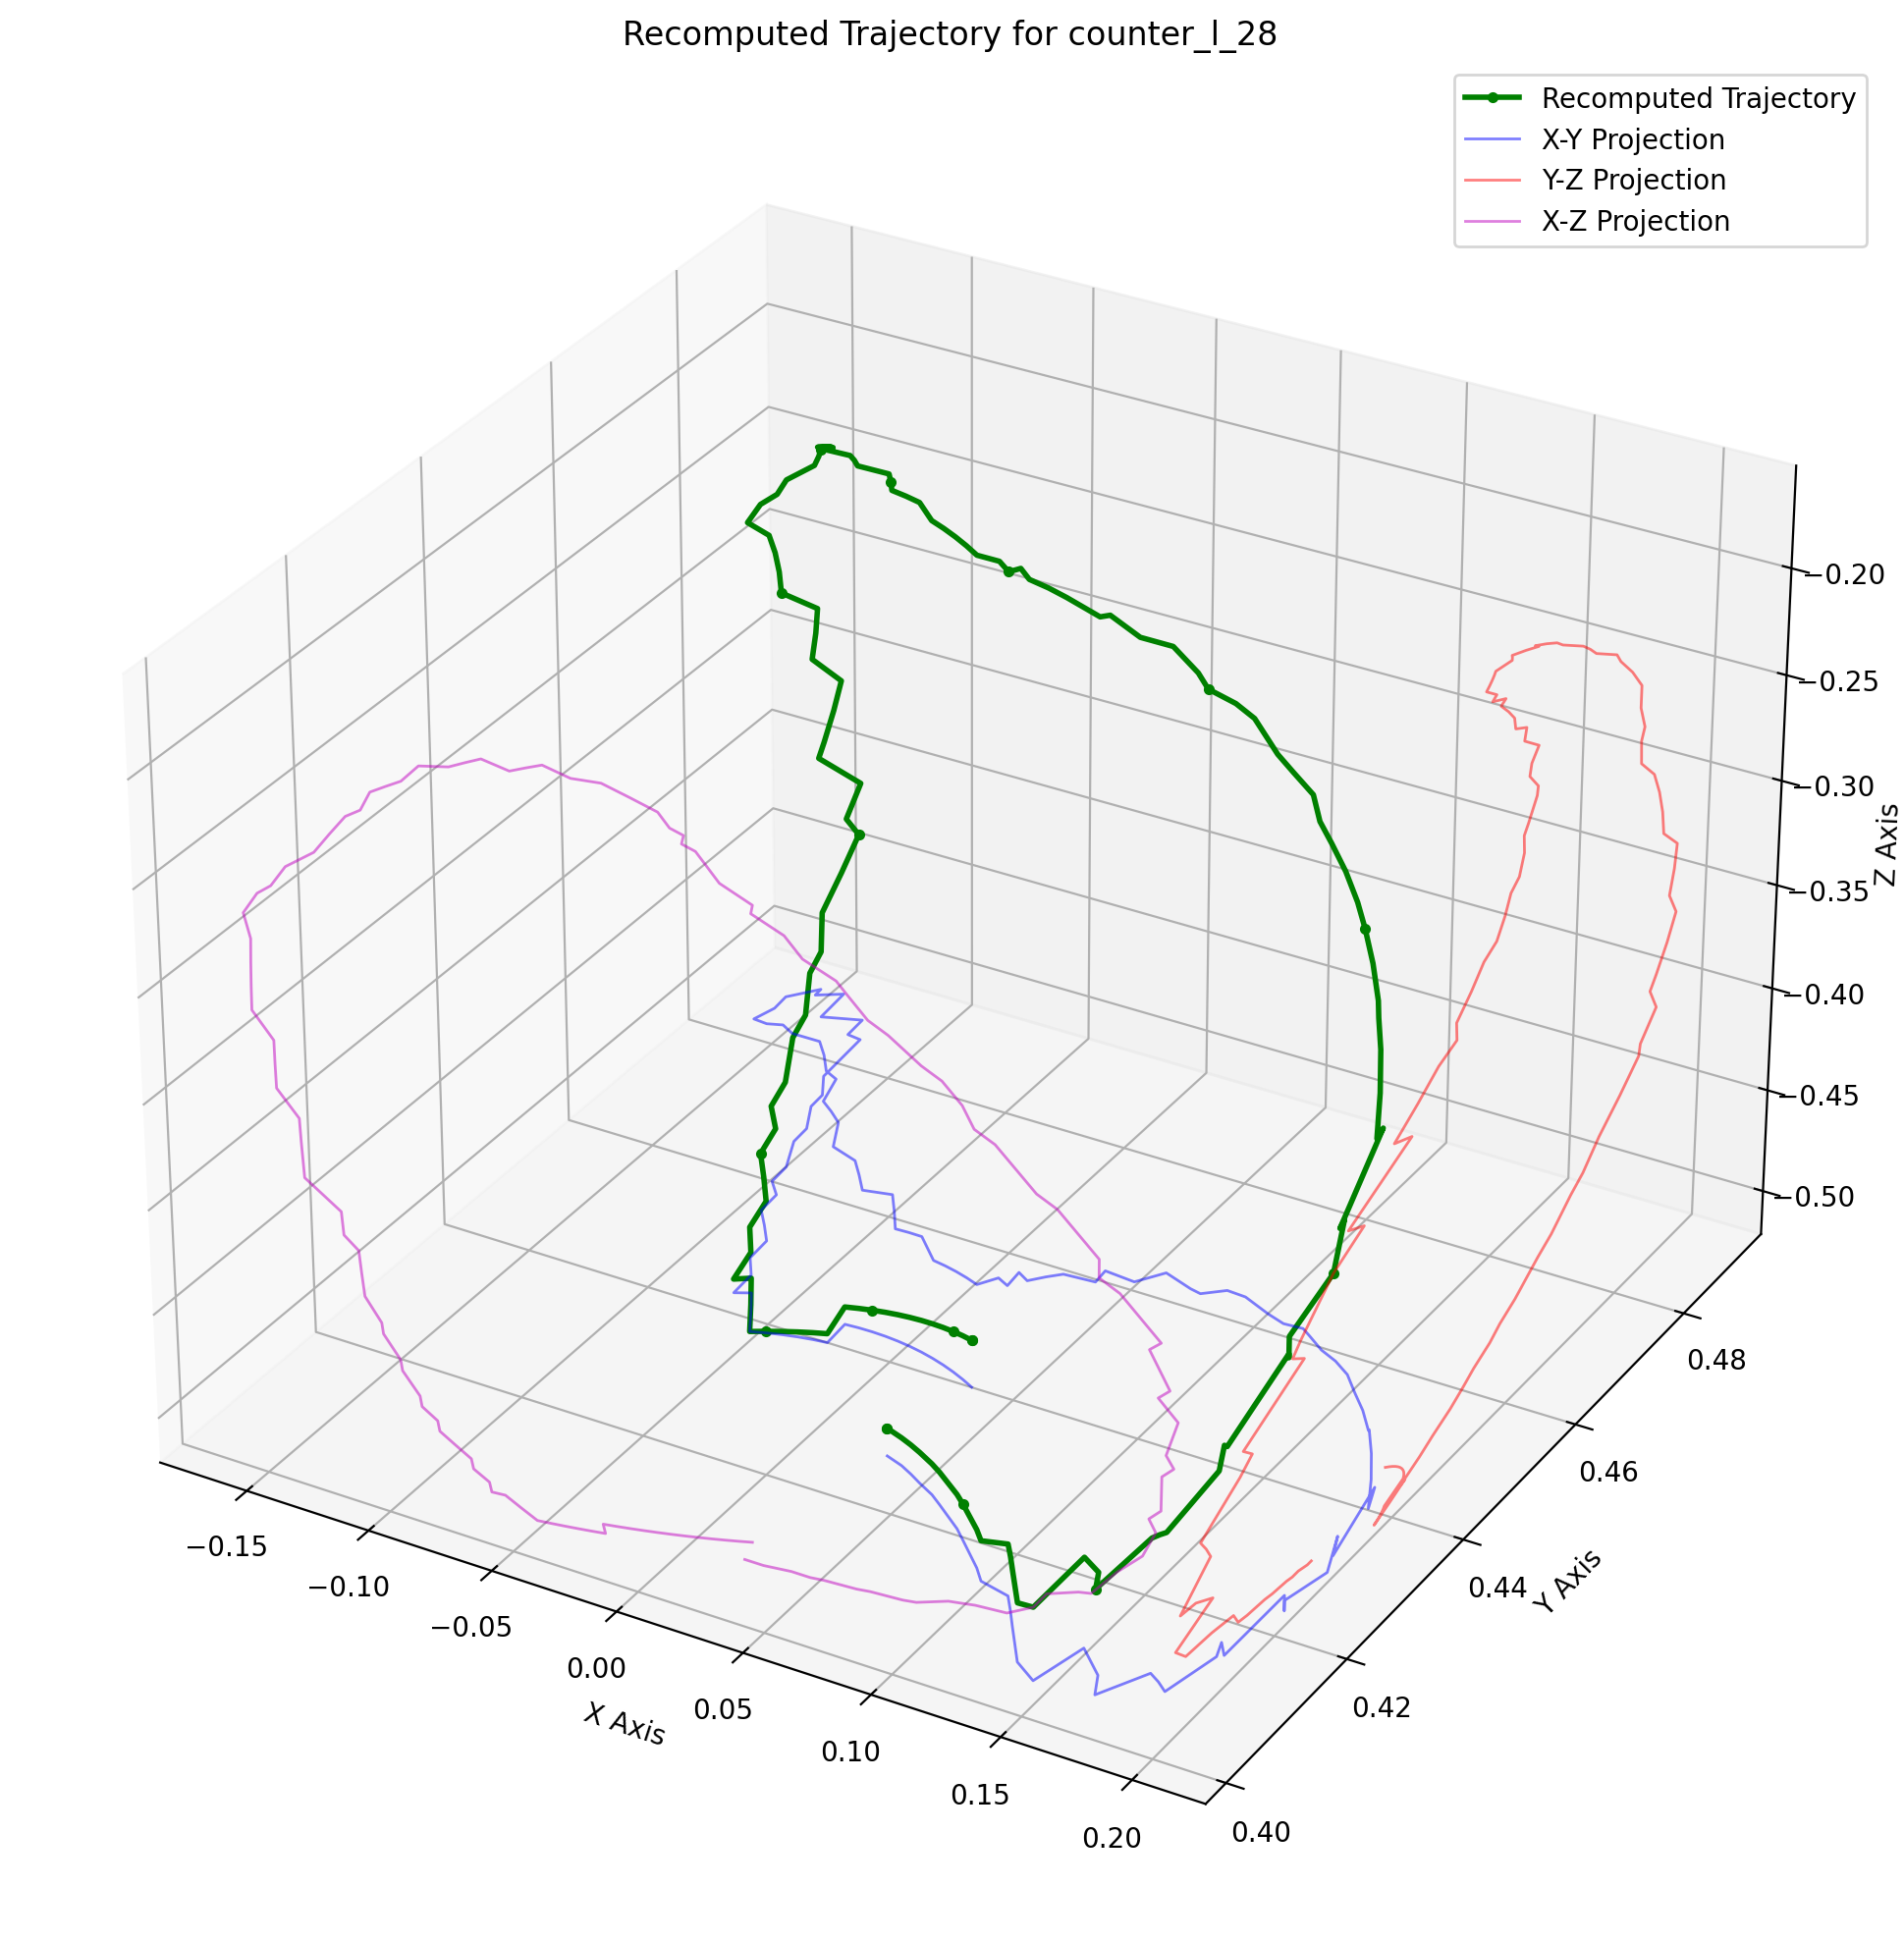 Recomputed Trajectory for counter_l_28
Recomputed Trajectory
X-Y Projection
Y-Z Projection
X-Z Projection
−0.20
−0.25
−0.30
−0.35
−0.40
−0.45
−0.50
Z Axis
0.48
0.46
0.44
0.42
0.40
Y Axis
−0.15
−0.10
−0.05
0.00
0.05
0.10
0.15
0.20
X Axis